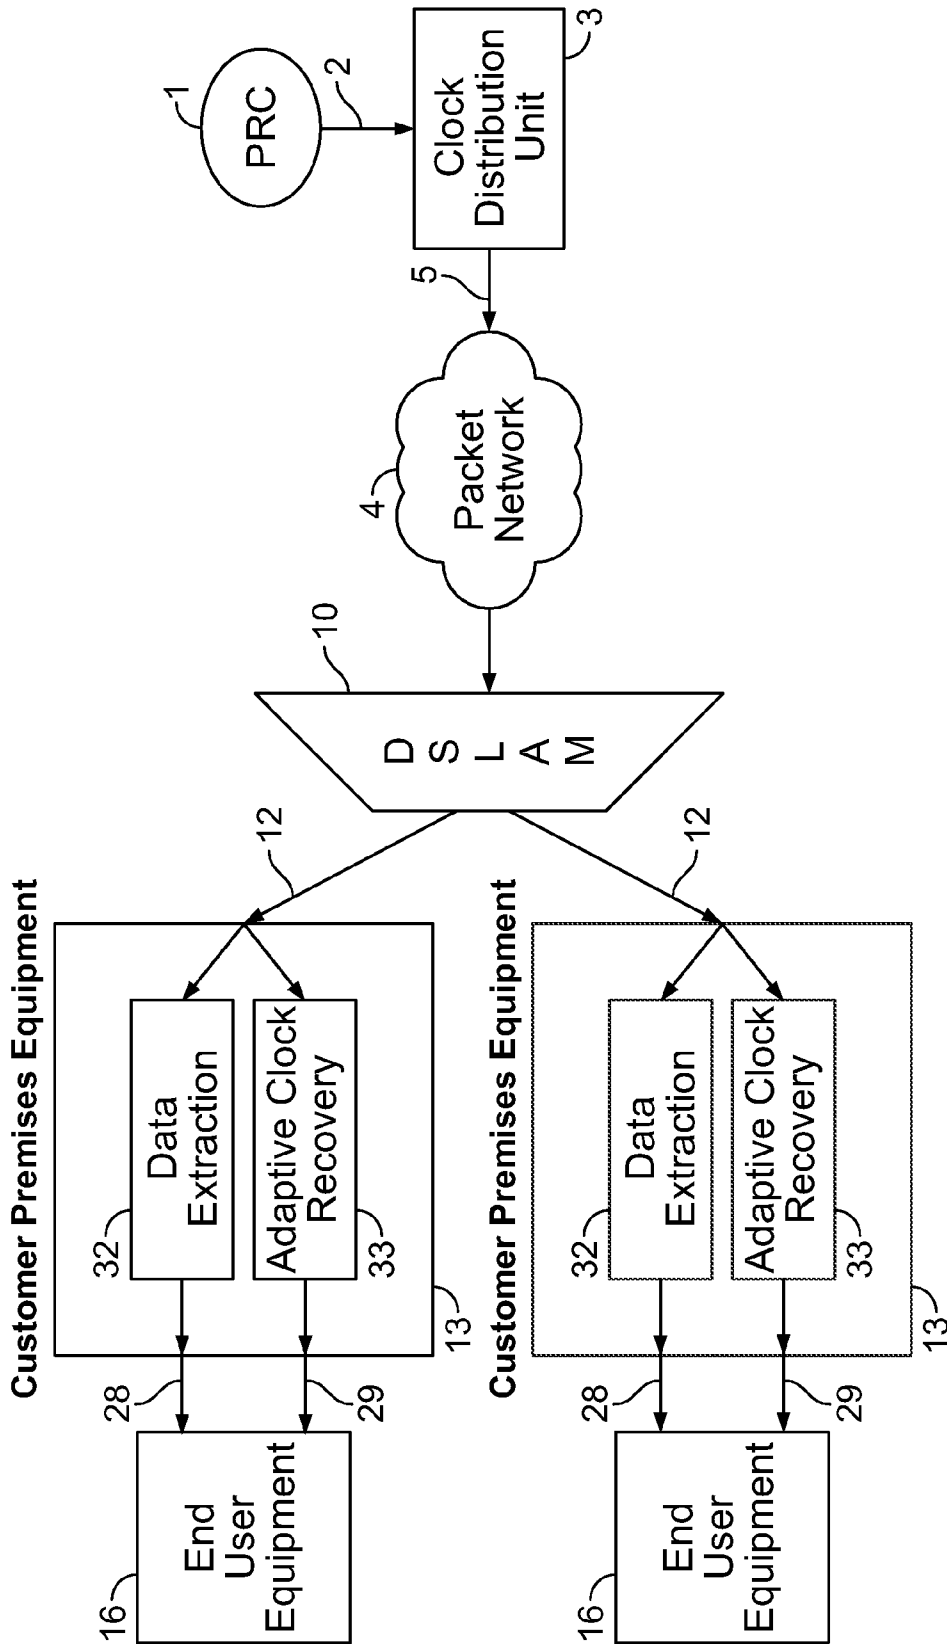 Customer Premises Equipment
16
End
User
Equipment
28
29
13
32
Data
Extraction
Adaptive Clock
Recovery
33
12
Customer Premises Equipment
16
End
User
Equipment
28
29
13
32
Data
Extraction
Adaptive Clock
Recovery
33
12
10
D
S
L
A
M
4
Packet
Network
5
1
PRC
2
Clock
Distribution
Unit
3